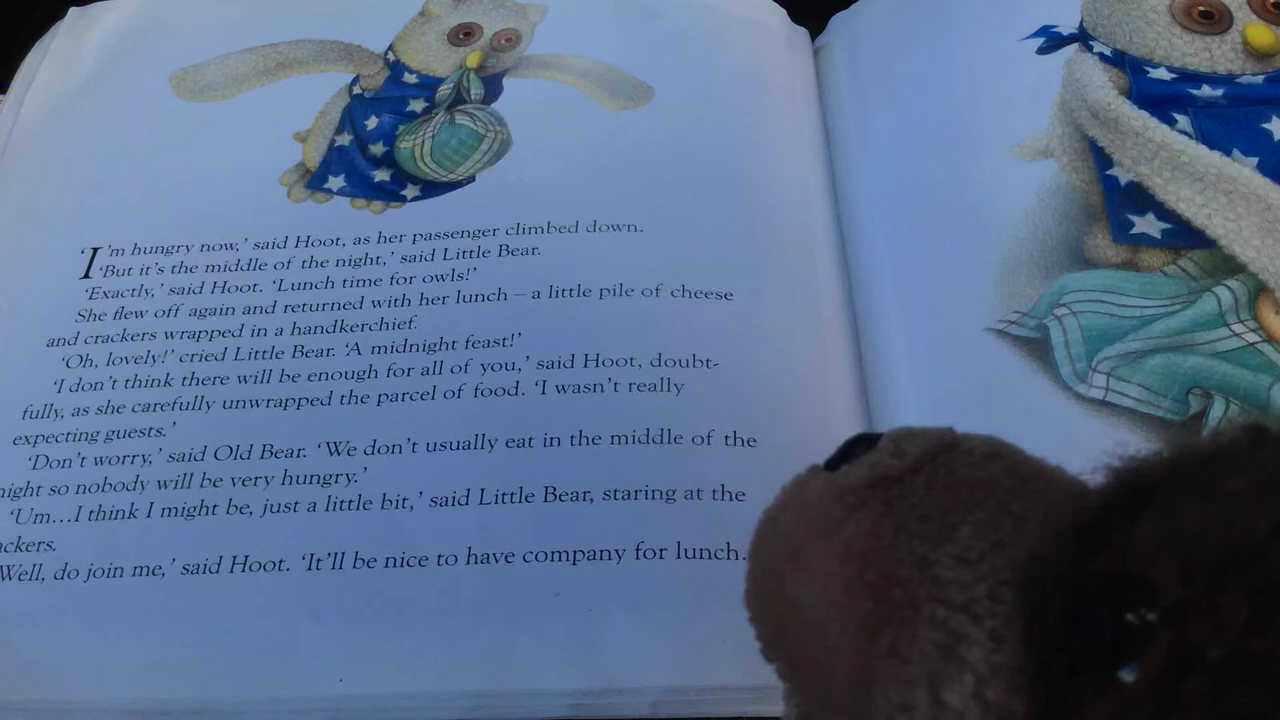 'I'm hungry now,' said Hoot, as her passenger climbed down.
'But it's the middle of the night,' said Little Bear.
'Exactly,' said Hoot. 'Lunch time for owls!'
She flew off again and returned with her lunch – a little pile of cheese
and crackers wrapped in a handkerchief.
'Oh, lovely!' cried Little Bear. 'A midnight feast!'
'I don't think there will be enough for all of you,' said Hoot, doubt-
fully, as she carefully unwrapped the parcel of food. 'I wasn't really
expecting guests.'
'Don't worry,' said Old Bear. 'We don't usually eat in the middle of the
night so nobody will be very hungry.'
'Um...I think I might be, just a little bit,' said Little Bear, staring at the
ackers.
Well, do join me,' said Hoot. 'It'll be nice to have company for lunch.